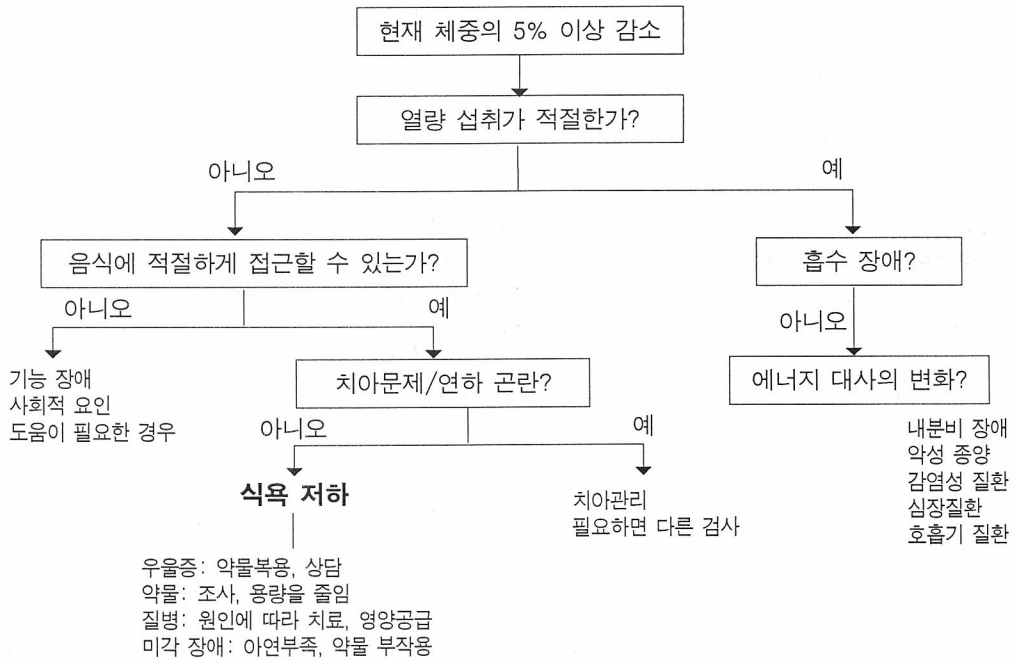 현재 체중의 5% 이상 감소
열량 섭취가 적절한가?
아니오
예
음식에 적절하게 접근할 수 있는가?
흡수 장애?
아니오
예
아니오
기능 장애
사회적 요인
도움이 필요한 경우
치아문제/연하 곤란?
에너지 대사의 변화?
아니오
예
내분비 장애
악성 종양
감염성 질환
심장질환
호흡기 질환
식욕 저하
치아관리
필요하면 다른 검사
우울증: 약물복용, 상담
약물: 조사, 용량을 줄임
질병: 원인에 따라 치료, 영양공급
미각 장애: 아연부족, 약물 부작용